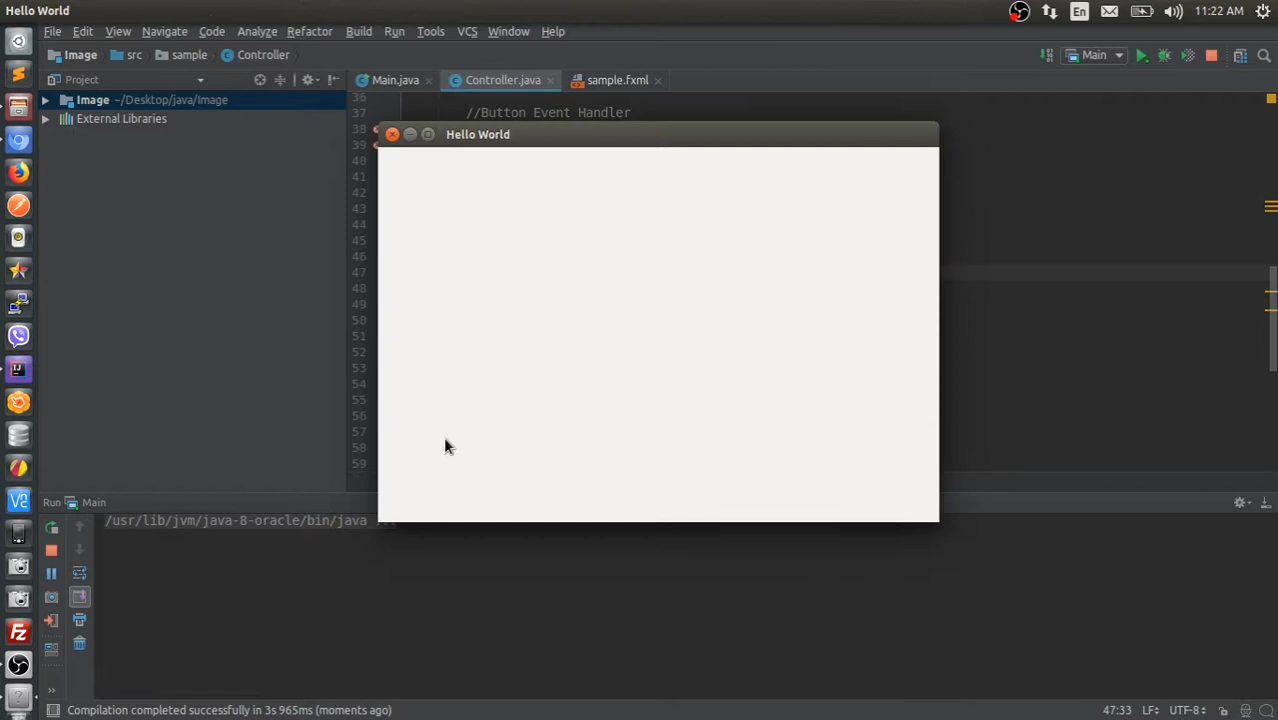 Hello World
En
11:22 AM
File Edit View Navigate Code Analyze Refactor Build Run Tools VCS Window Help
Image src sample Controller
Main
Project
Main.java Controller.java sample.fxml
Image ~/Desktop/java/Image
External Libraries
36
37 //Button Event Handler
38
39
40
41
42
43
44
45
46
47
48
49
50
51
52
53
54
55
56
57
58
59
Hello World
Run Main
/usr/lib/jvm/java-8-oracle/bin/java ...
Compilation completed successfully in 3s 965ms (moments ago)
47:33 LF÷ UTF-8÷